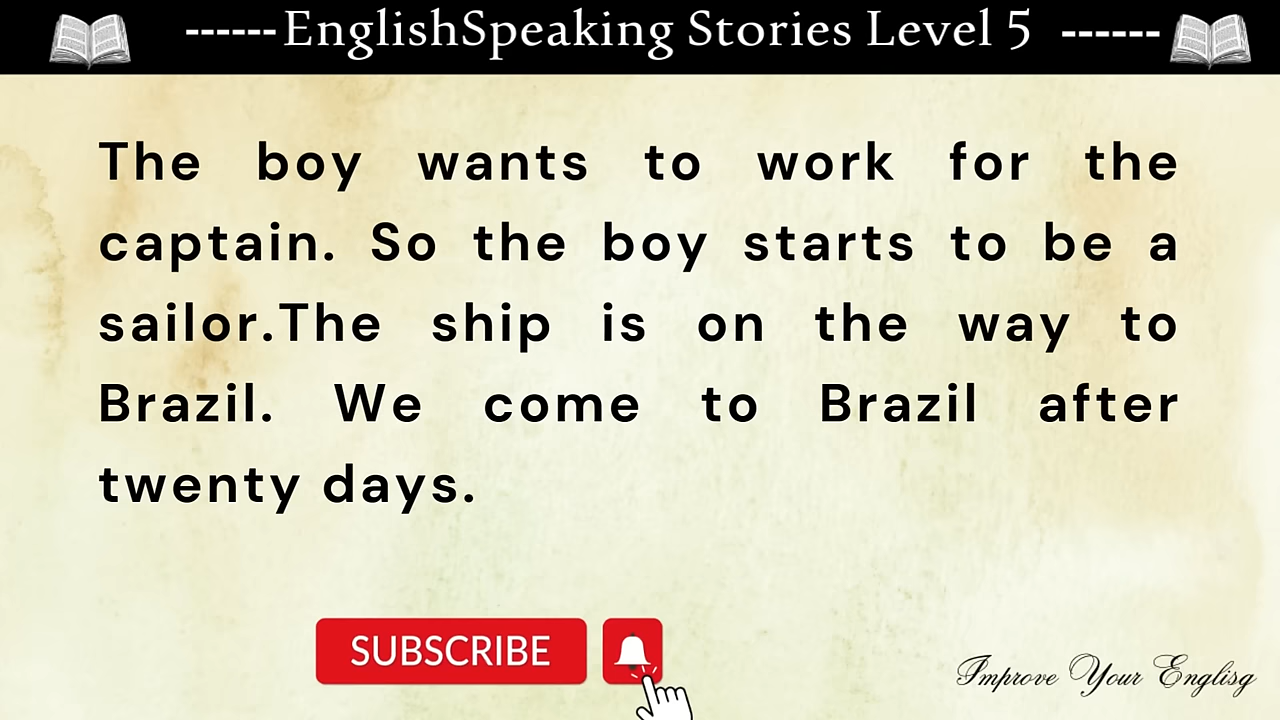 ------EnglishSpeaking Stories Level 5 ------
The boy wants to work for the
captain. So the boy starts to be a
sailor.The ship is on the way to
Brazil. We come to Brazil after
twenty days.
SUBSCRIBE
Improve Your Englisg